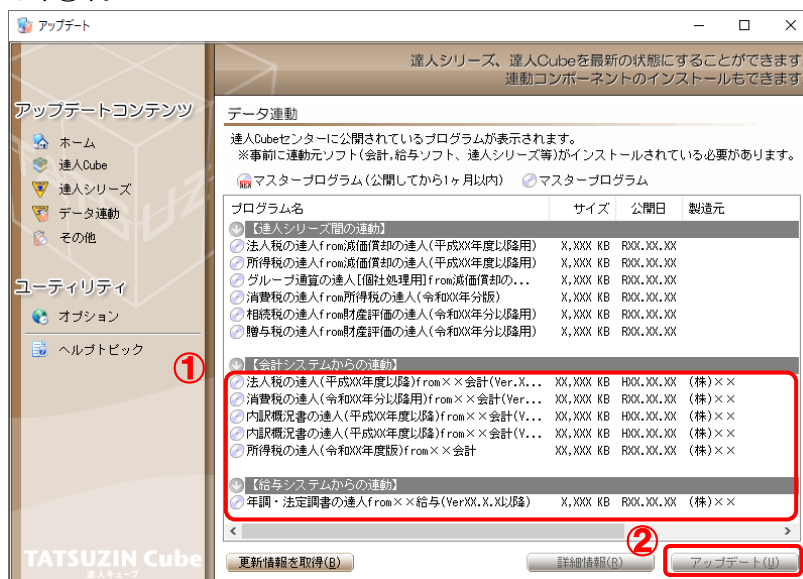 アップデート
達人シリーズ、達人Cubeを最新の状態にすることができます
連動コンポーネントのインストールもできます
アップデートコンテンツ
ホーム
達人Cube
達人シリーズ
データ連動
その他
ユーティリティ
オプション
ヘルプトピック
TATSUZIN Cube
達人キューブ
データ連動
達人Cubeセンターに公開されているプログラムが表示されます。
※事前に連動元ソフト(会計,給与ソフト、達人シリーズ等)がインストールされている必要があります。
マスタープログラム(公開してから1ヶ月以内) マスタープログラム
プログラム名 サイズ 公開日 製造元
【達人シリーズ間の連動】
法人税の達人from減価償却の達人(平成XX年度以降用) X,XXX KB RXX.XX.XX
所得税の達人from減価償却の達人(平成XX年度以降用) X,XXX KB RXX.XX.XX
グループ通算の達人[個社処理用]from減価償却の... X,XXX KB RXX.XX.XX
消費税の達人from所得税の達人(令和XX年分版) X,XXX KB RXX.XX.XX
相続税の達人from財産評価の達人(令和XX年分以降用) X,XXX KB RXX.XX.XX
贈与税の達人from財産評価の達人(令和XX年分以降用) X,XXX KB RXX.XX.XX
①
【会計システムからの連動】
法人税の達人(平成XX年度以降)from××会計(Ver.X... XX,XXX KB HXX.XX.XX (株)××
消費税の達人(令和XX年分以降用)from××会計(Ver... XX,XXX KB RXX.XX.XX (株)××
内訳概況書の達人(平成XX年度以降)from××会計(V... XX,XXX KB HXX.XX.XX (株)××
内訳概況書の達人(平成XX年度以降)from××会計(V... XX,XXX KB RXX.XX.XX (株)××
所得税の達人(令和XX年度版)from××会計 XX,XXX KB RXX.XX.XX (株)××
【給与システムからの連動】
年調・法定調書の達人from××給与(VerXX.X.X以降) X,XXX KB RXX.XX.XX (株)××
②
更新情報を取得(B) 詳細情報(R) アップデート(U)